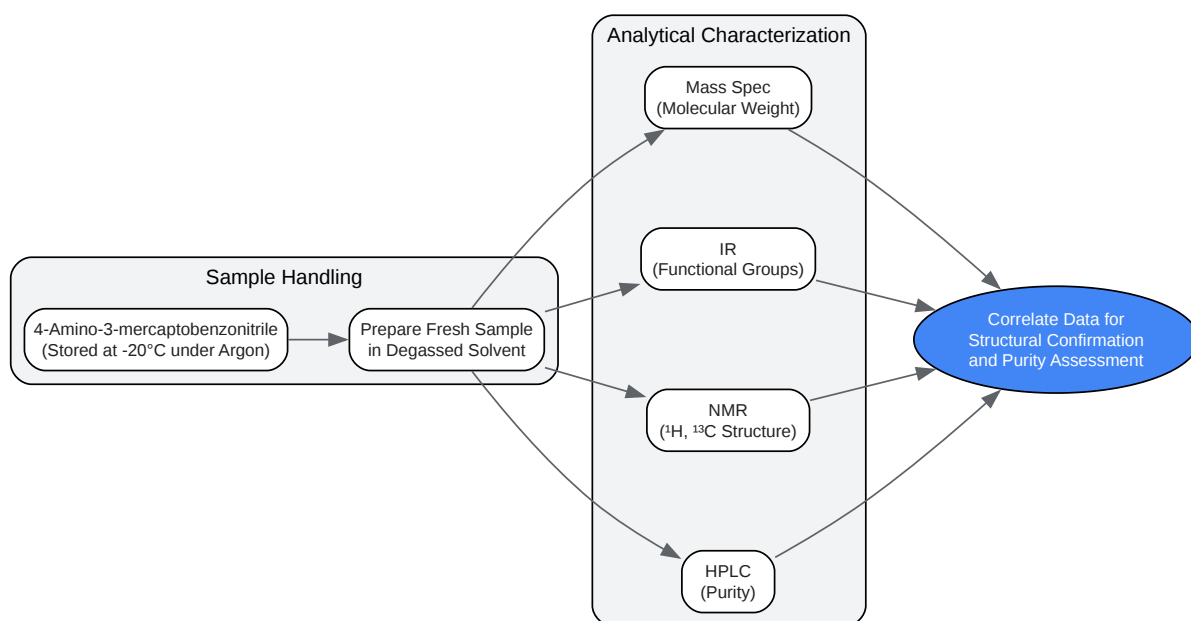 Analytical Characterization
Mass Spec
(Molecular Weight)
IR
(Functional Groups)
Sample Handling
4-Amino-3-mercaptobenzonitrile
(Stored at -20°C under Argon)
Prepare Fresh Sample
in Degassed Solvent
Correlate Data for
Structural Confirmation
and Purity Assessment
NMR
(¹H, ¹³C Structure)
HPLC
(Purity)